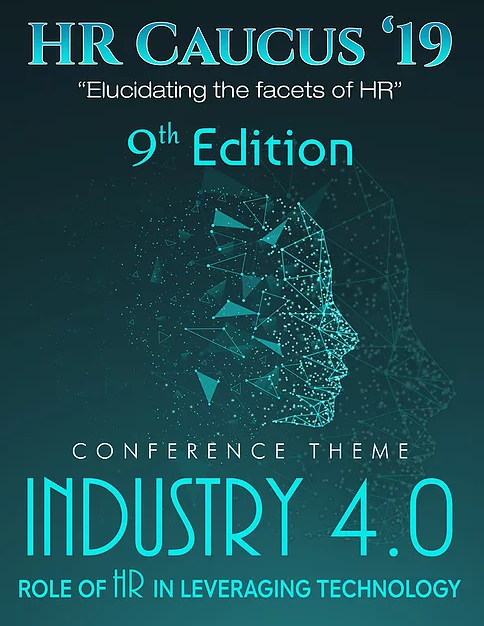 HR CAUCUS ‘19
“Elucidating the facets of HR”
9th Edition
CONFERENCE THEME
INDUSTRY 4.0
ROLE OF HR IN LEVERAGING TECHNOLOGY